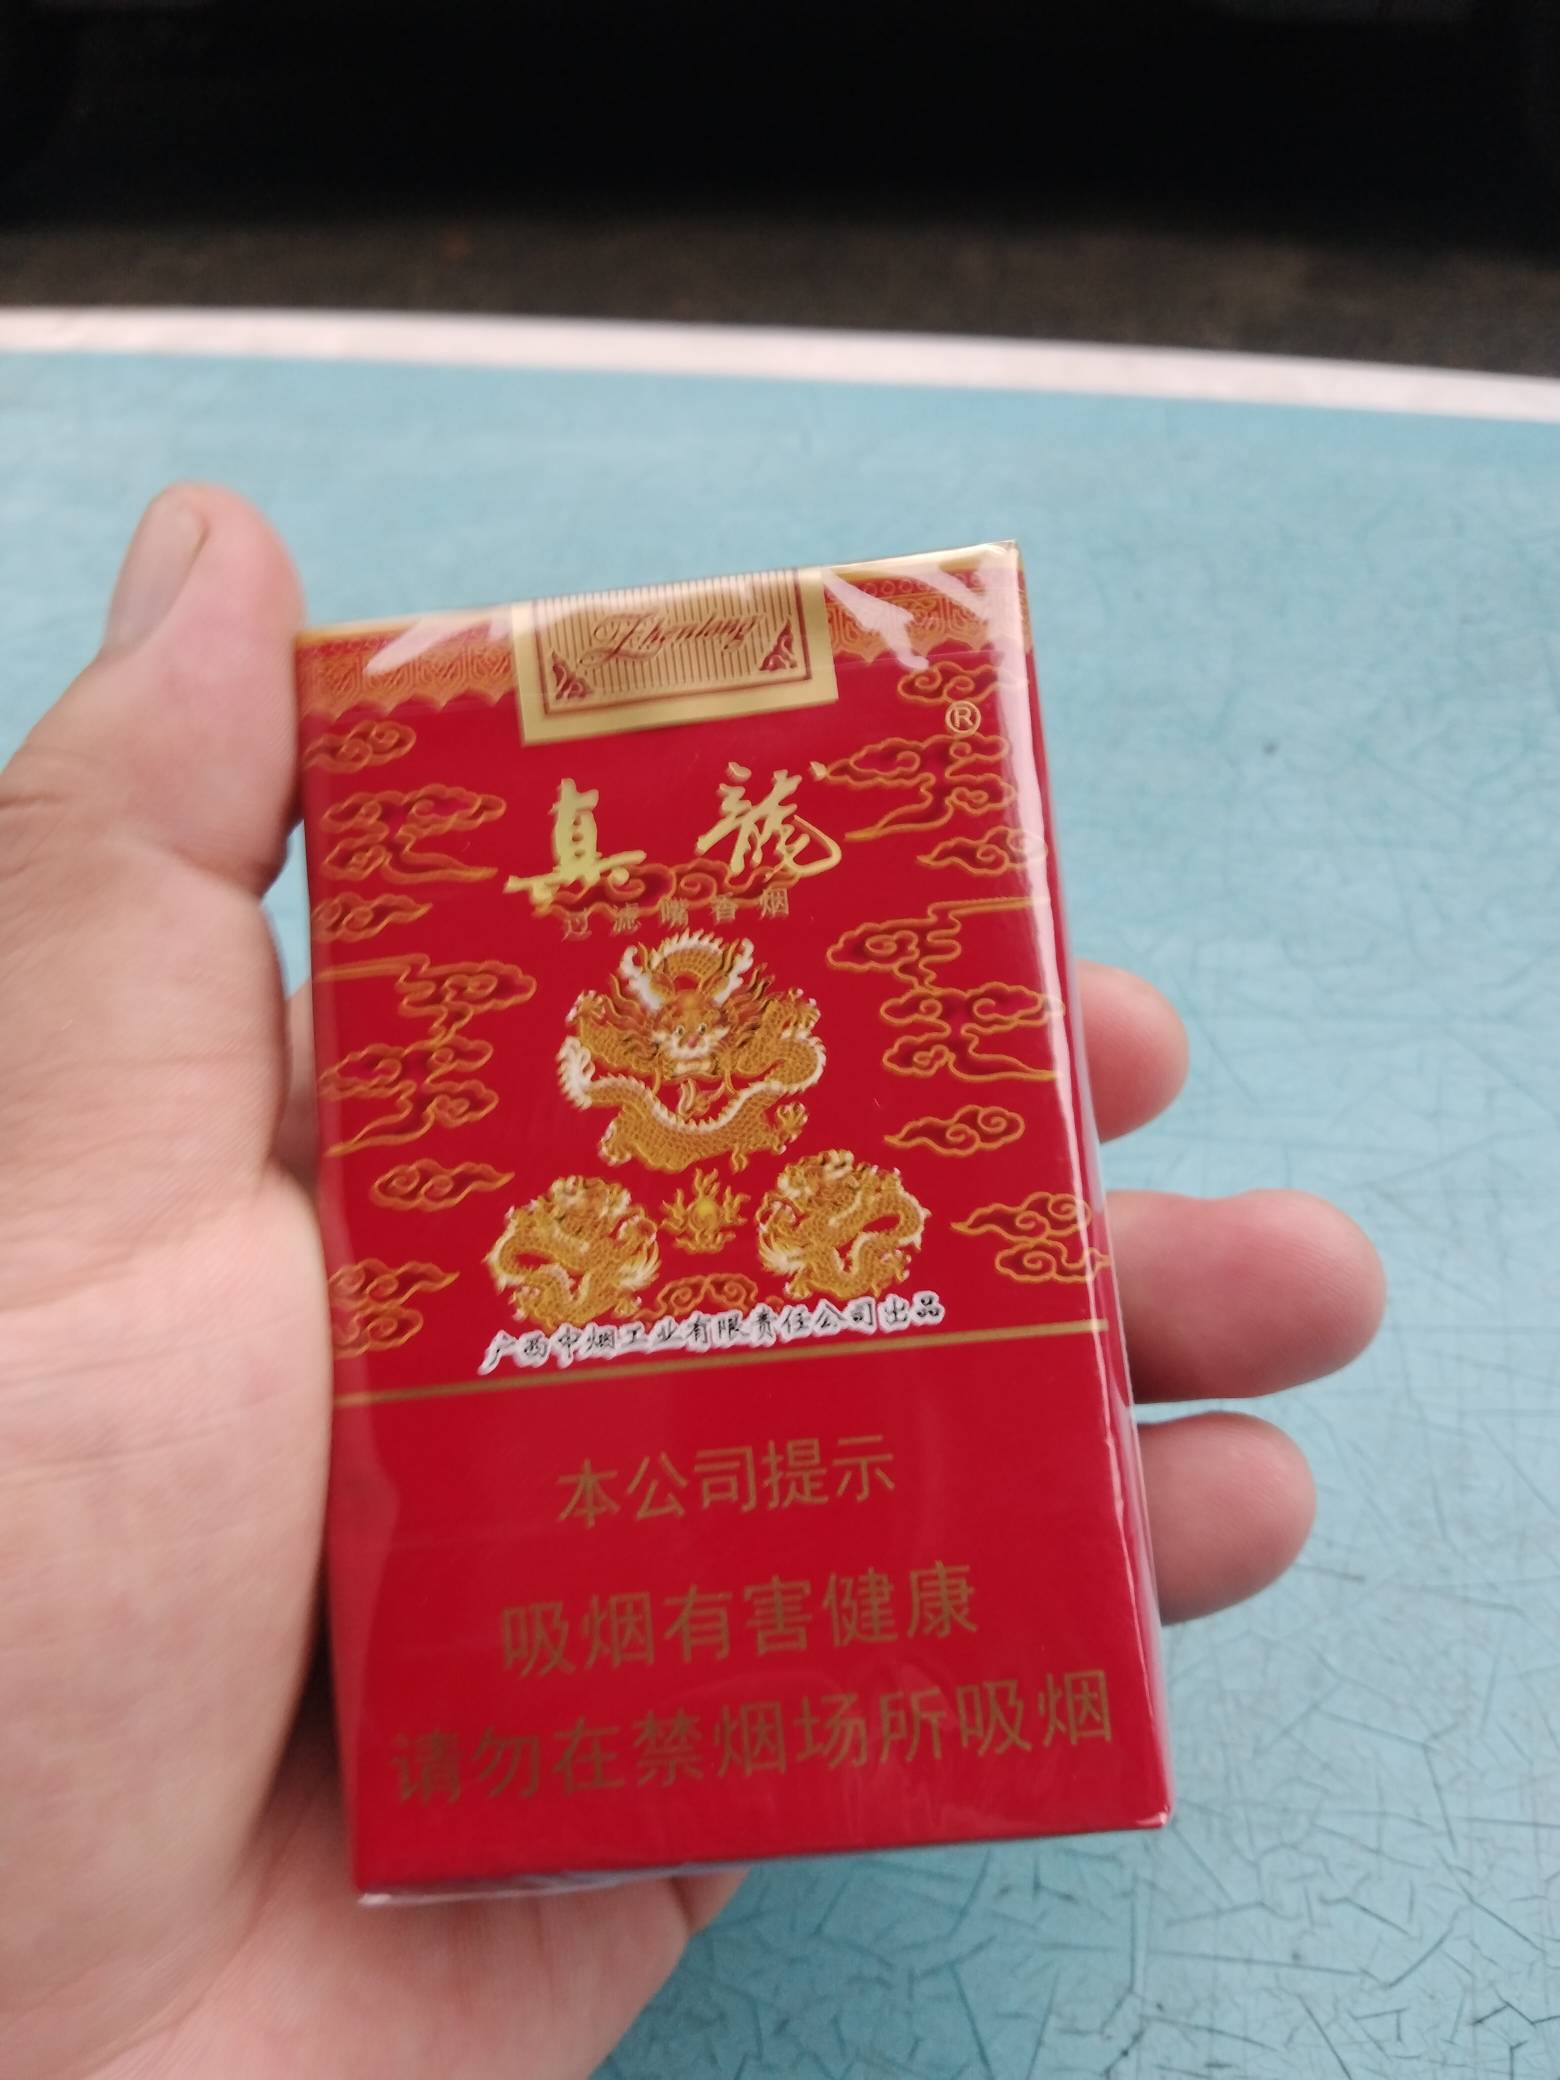 Zhenlong
®
真龍
过滤嘴香烟
广西中烟工业有限责任公司出品
本公司提示
吸烟有害健康
请勿在禁烟场所吸烟